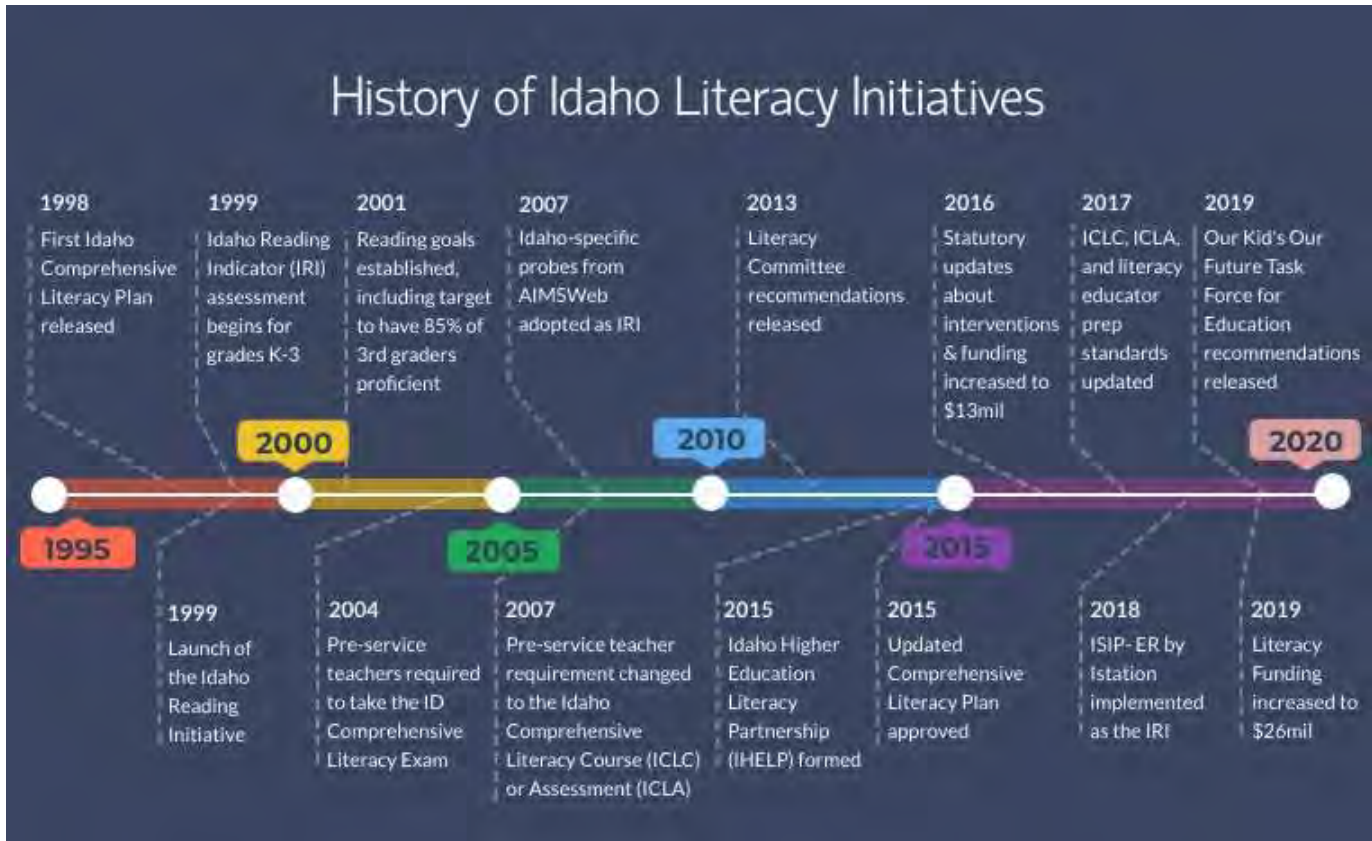 History of Idaho Literacy Initiatives
1998
First Idaho
Comprehensive
Literacy Plan
released
1999
Idaho Reading
Indicator (IRI)
assessment
begins for
grades K-3
2001
Reading goals
established,
including target
to have 85% of
3rd graders
proficient
2007
Idaho-specific
probes from
AIMSWeb
adopted as IRI
2013
Literacy
Committee
recommendations
released
2016
Statutory
updates
about
interventions
& funding
increased to
$13mil
2017
ICLC, ICLA,
and literacy
educator
prep
standards
updated
2019
Our Kid's Our
Future Task
Force for
Education
recommendations
released
2000
2010
2020
1995
2005
2015
1999
Launch of
the Idaho
Reading
Initiative
2004
Pre-service
teachers required
to take the ID
Comprehensive
Literacy Exam
2007
Pre-service teacher
requirement changed
to the Idaho
Comprehensive
Literacy Course (ICLC)
or Assessment (ICLA)
2015
Idaho Higher
Education
Literacy
Partnership
(IHELP) formed
2015
Updated
Comprehensive
Literacy Plan
approved
2018
ISIP-ER by
Istation
implemented
as the IRI
2019
Literacy
Funding
increased to
$26mil